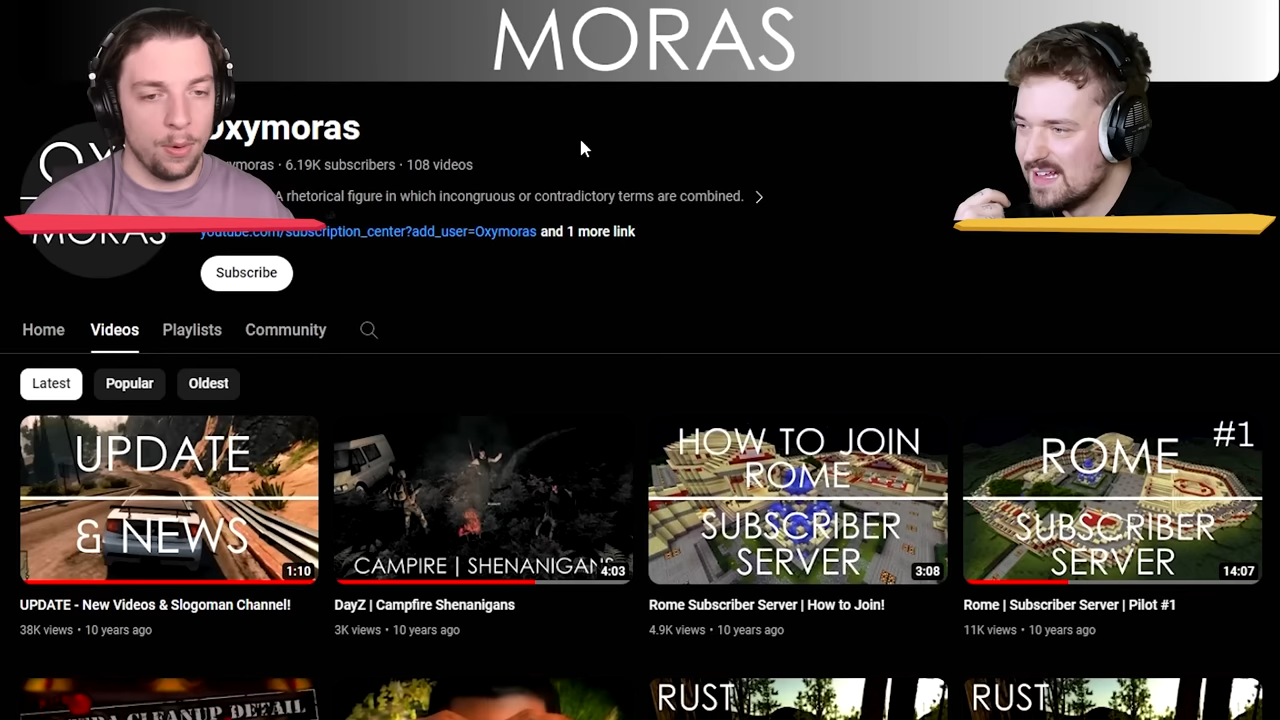 MORAS
Oxymoras
6.19K subscribers · 108 videos
A rhetorical figure in which incongruous or contradictory terms are combined.
OXY
MORAS
youtube.com/subscription_center?add_user=Oxymoras and 1 more link
Subscribe
Home Videos Playlists Community
Latest Popular Oldest
UPDATE
& NEWS
1:10
CAMPIRE | SHENANIGANS
4:03
HOW TO JOIN
ROME
SUBSCRIBER
SERVER
3:08
#1
ROME
SUBSCRIBER
SERVER
14:07
UPDATE - New Videos & Slogoman Channel!
38K views · 10 years ago
DayZ | Campfire Shenanigans
3K views · 10 years ago
Rome Subscriber Server | How to Join!
4.9K views · 10 years ago
Rome | Subscriber Server | Pilot #1
11K views · 10 years ago
CLEANUP DETAIL
RUST
RUST